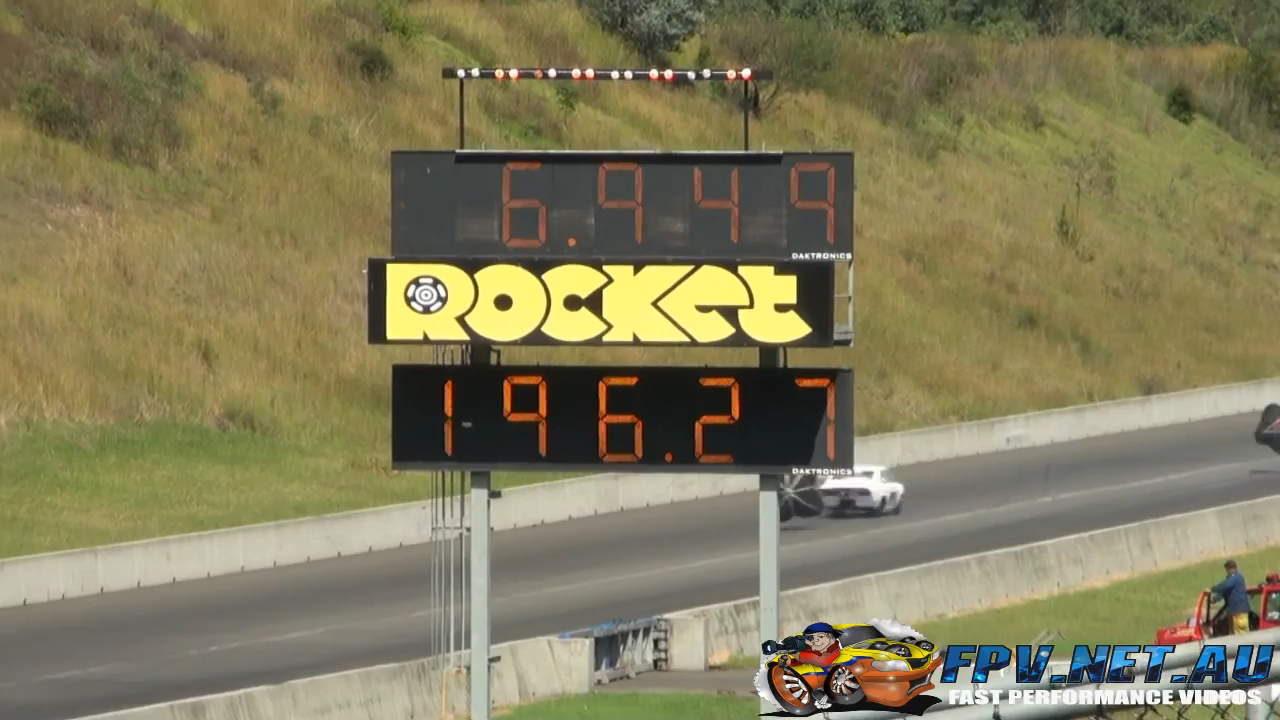 6.949
DAKTRONICS
ROCKET
196.27
DAKTRONICS
FPV.NET.AU
FAST PERFORMANCE VIDEOS